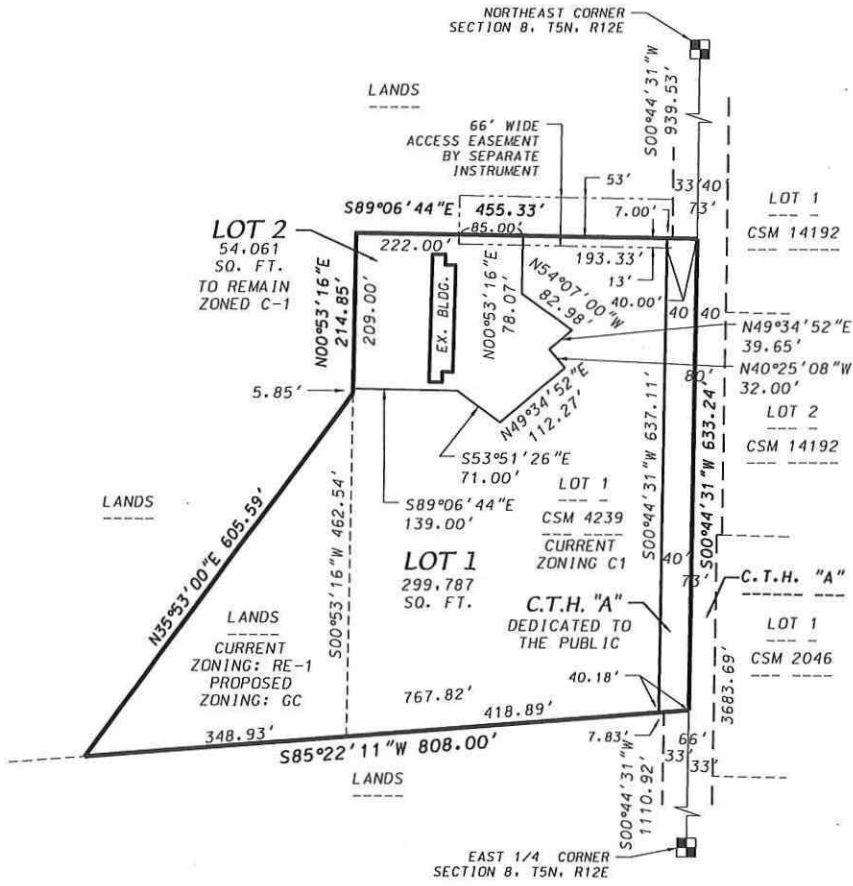 NORTHEAST CORNER
SECTION 8, T5N, R12E
S00°44'31"W
939.53'
LANDS
66' WIDE
ACCESS EASEMENT
BY SEPARATE
INSTRUMENT
53'
33'
40'
73'
LOT 1
CSM 14192
S89°06'44"E 455.33'
7.00'
85.00'
222.00'
193.33'
13'
40.00'
40'
40'
LOT 2
54,061
SQ. FT.
TO REMAIN
ZONED C-1
N00°53'16"E
214.85'
209.00'
EX. BLDG.
N00°53'16"E
78.07'
N54°07'00"W
82.98'
N49°34'52"E
39.65'
N40°25'08"W
32.00'
80'
5.85'
N49°34'52"E
112.27'
S53°51'26"E
71.00'
S89°06'44"E
139.00'
LOT 2
CSM 14192
S00°44'31"W 637.11'
S00°44'31"W 633.24'
LANDS
N35°53'00"E 605.59'
S00°53'16"W 462.54'
LOT 1
CSM 4239
CURRENT
ZONING C1
LOT 1
299,787
SQ. FT.
40'
73'
C.T.H. "A"
C.T.H. "A"
DEDICATED TO
THE PUBLIC
LOT 1
CSM 2046
LANDS
CURRENT
ZONING: RE-1
PROPOSED
ZONING: GC
3683.69'
40.18'
767.82'
418.89'
348.93'
S85°22'11"W 808.00'
7.83'
66'
33'
33'
LANDS
S00°44'31"W
1110.92'
EAST 1/4 CORNER
SECTION 8, T5N, R12E